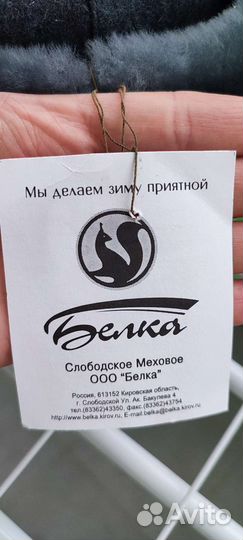 Мы делаем зиму приятной
Белка
Слободское Меховое
ООО "Белка"
Россия, 613152 Кировская область,
г. Слободской Ул. Ак. Бакулева 4
тел.(83362)43350, факс.(83362)43754
http://www.belka.kirov.ru, E-mail.belka@belka.kirov.ru
Avito